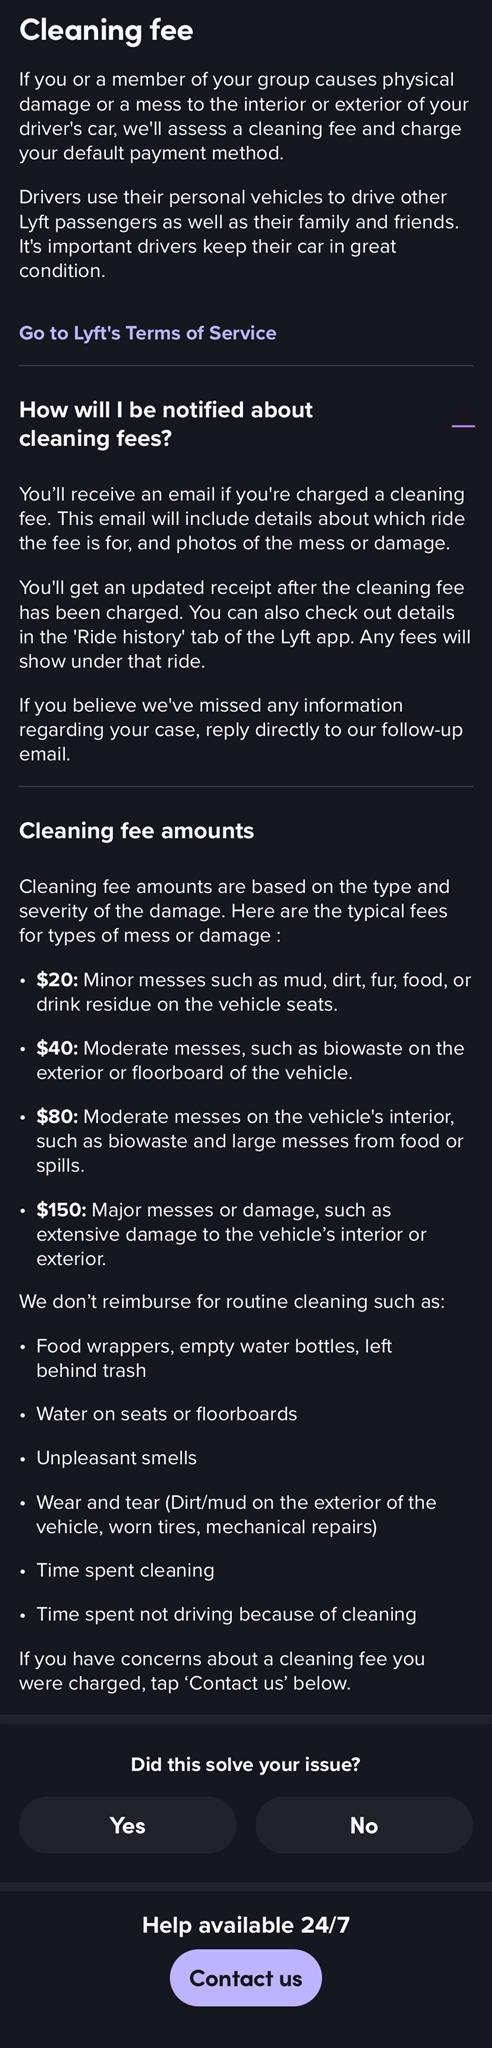 Cleaning fee
If you or a member of your group causes physical
damage or a mess to the interior or exterior of your
driver's car, we'll assess a cleaning fee and charge
your default payment method.
Drivers use their personal vehicles to drive other
Lyft passengers as well as their family and friends.
It's important drivers keep their car in great
condition.
Go to Lyft's Terms of Service
How will I be notified about
cleaning fees?
You’ll receive an email if you're charged a cleaning
fee. This email will include details about which ride
the fee is for, and photos of the mess or damage.
You'll get an updated receipt after the cleaning fee
has been charged. You can also check out details
in the 'Ride history' tab of the Lyft app. Any fees will
show under that ride.
If you believe we've missed any information
regarding your case, reply directly to our follow-up
email.
Cleaning fee amounts
Cleaning fee amounts are based on the type and
severity of the damage. Here are the typical fees
for types of mess or damage :
• $20: Minor messes such as mud, dirt, fur, food, or
drink residue on the vehicle seats.
• $40: Moderate messes, such as biowaste on the
exterior or floorboard of the vehicle.
• $80: Moderate messes on the vehicle's interior,
such as biowaste and large messes from food or
spills.
• $150: Major messes or damage, such as
extensive damage to the vehicle’s interior or
exterior.
We don’t reimburse for routine cleaning such as:
• Food wrappers, empty water bottles, left
behind trash
• Water on seats or floorboards
• Unpleasant smells
• Wear and tear (Dirt/mud on the exterior of the
vehicle, worn tires, mechanical repairs)
• Time spent cleaning
• Time spent not driving because of cleaning
If you have concerns about a cleaning fee you
were charged, tap ‘Contact us’ below.
Did this solve your issue?
Yes No
Help available 24/7
Contact us